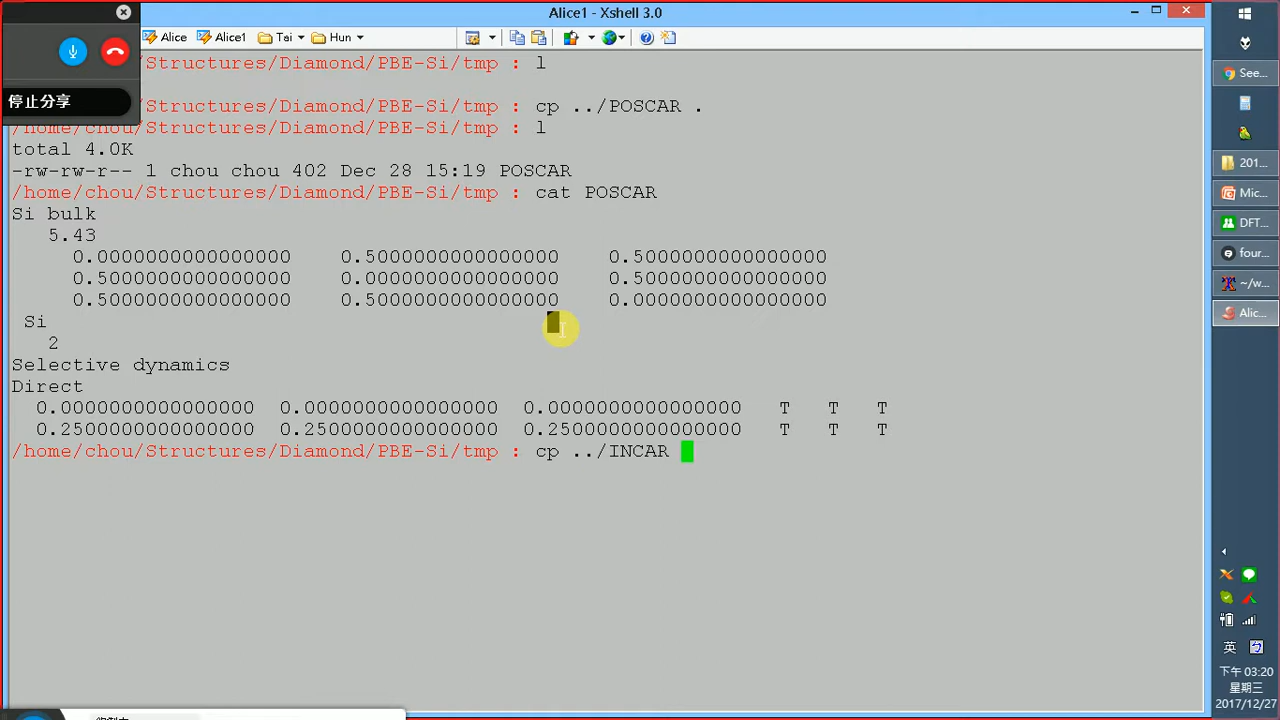 Alice1 - Xshell 3.0
Alice
Alice1
Tai
Hun
停止分享
/Structures/Diamond/PBE-Si/tmp : l
/Structures/Diamond/PBE-Si/tmp : cp ../POSCAR .
/home/chou/Structures/Diamond/PBE-Si/tmp : l
total 4.0K
-rw-rw-r-- 1 chou chou 402 Dec 28 15:19 POSCAR
/home/chou/Structures/Diamond/PBE-Si/tmp : cat POSCAR
Si bulk
5.43
0.0000000000000000 0.5000000000000000 0.5000000000000000
0.5000000000000000 0.0000000000000000 0.5000000000000000
0.5000000000000000 0.5000000000000000 0.0000000000000000
Si
2
Selective dynamics
Direct
0.0000000000000000 0.0000000000000000 0.0000000000000000 T T T
0.2500000000000000 0.2500000000000000 0.2500000000000000 T T T
/home/chou/Structures/Diamond/PBE-Si/tmp : cp ../INCAR
See...
201...
Mic...
DFT...
four...
~/w...
Alic...
英
下午 03:20
星期三
2017/12/27